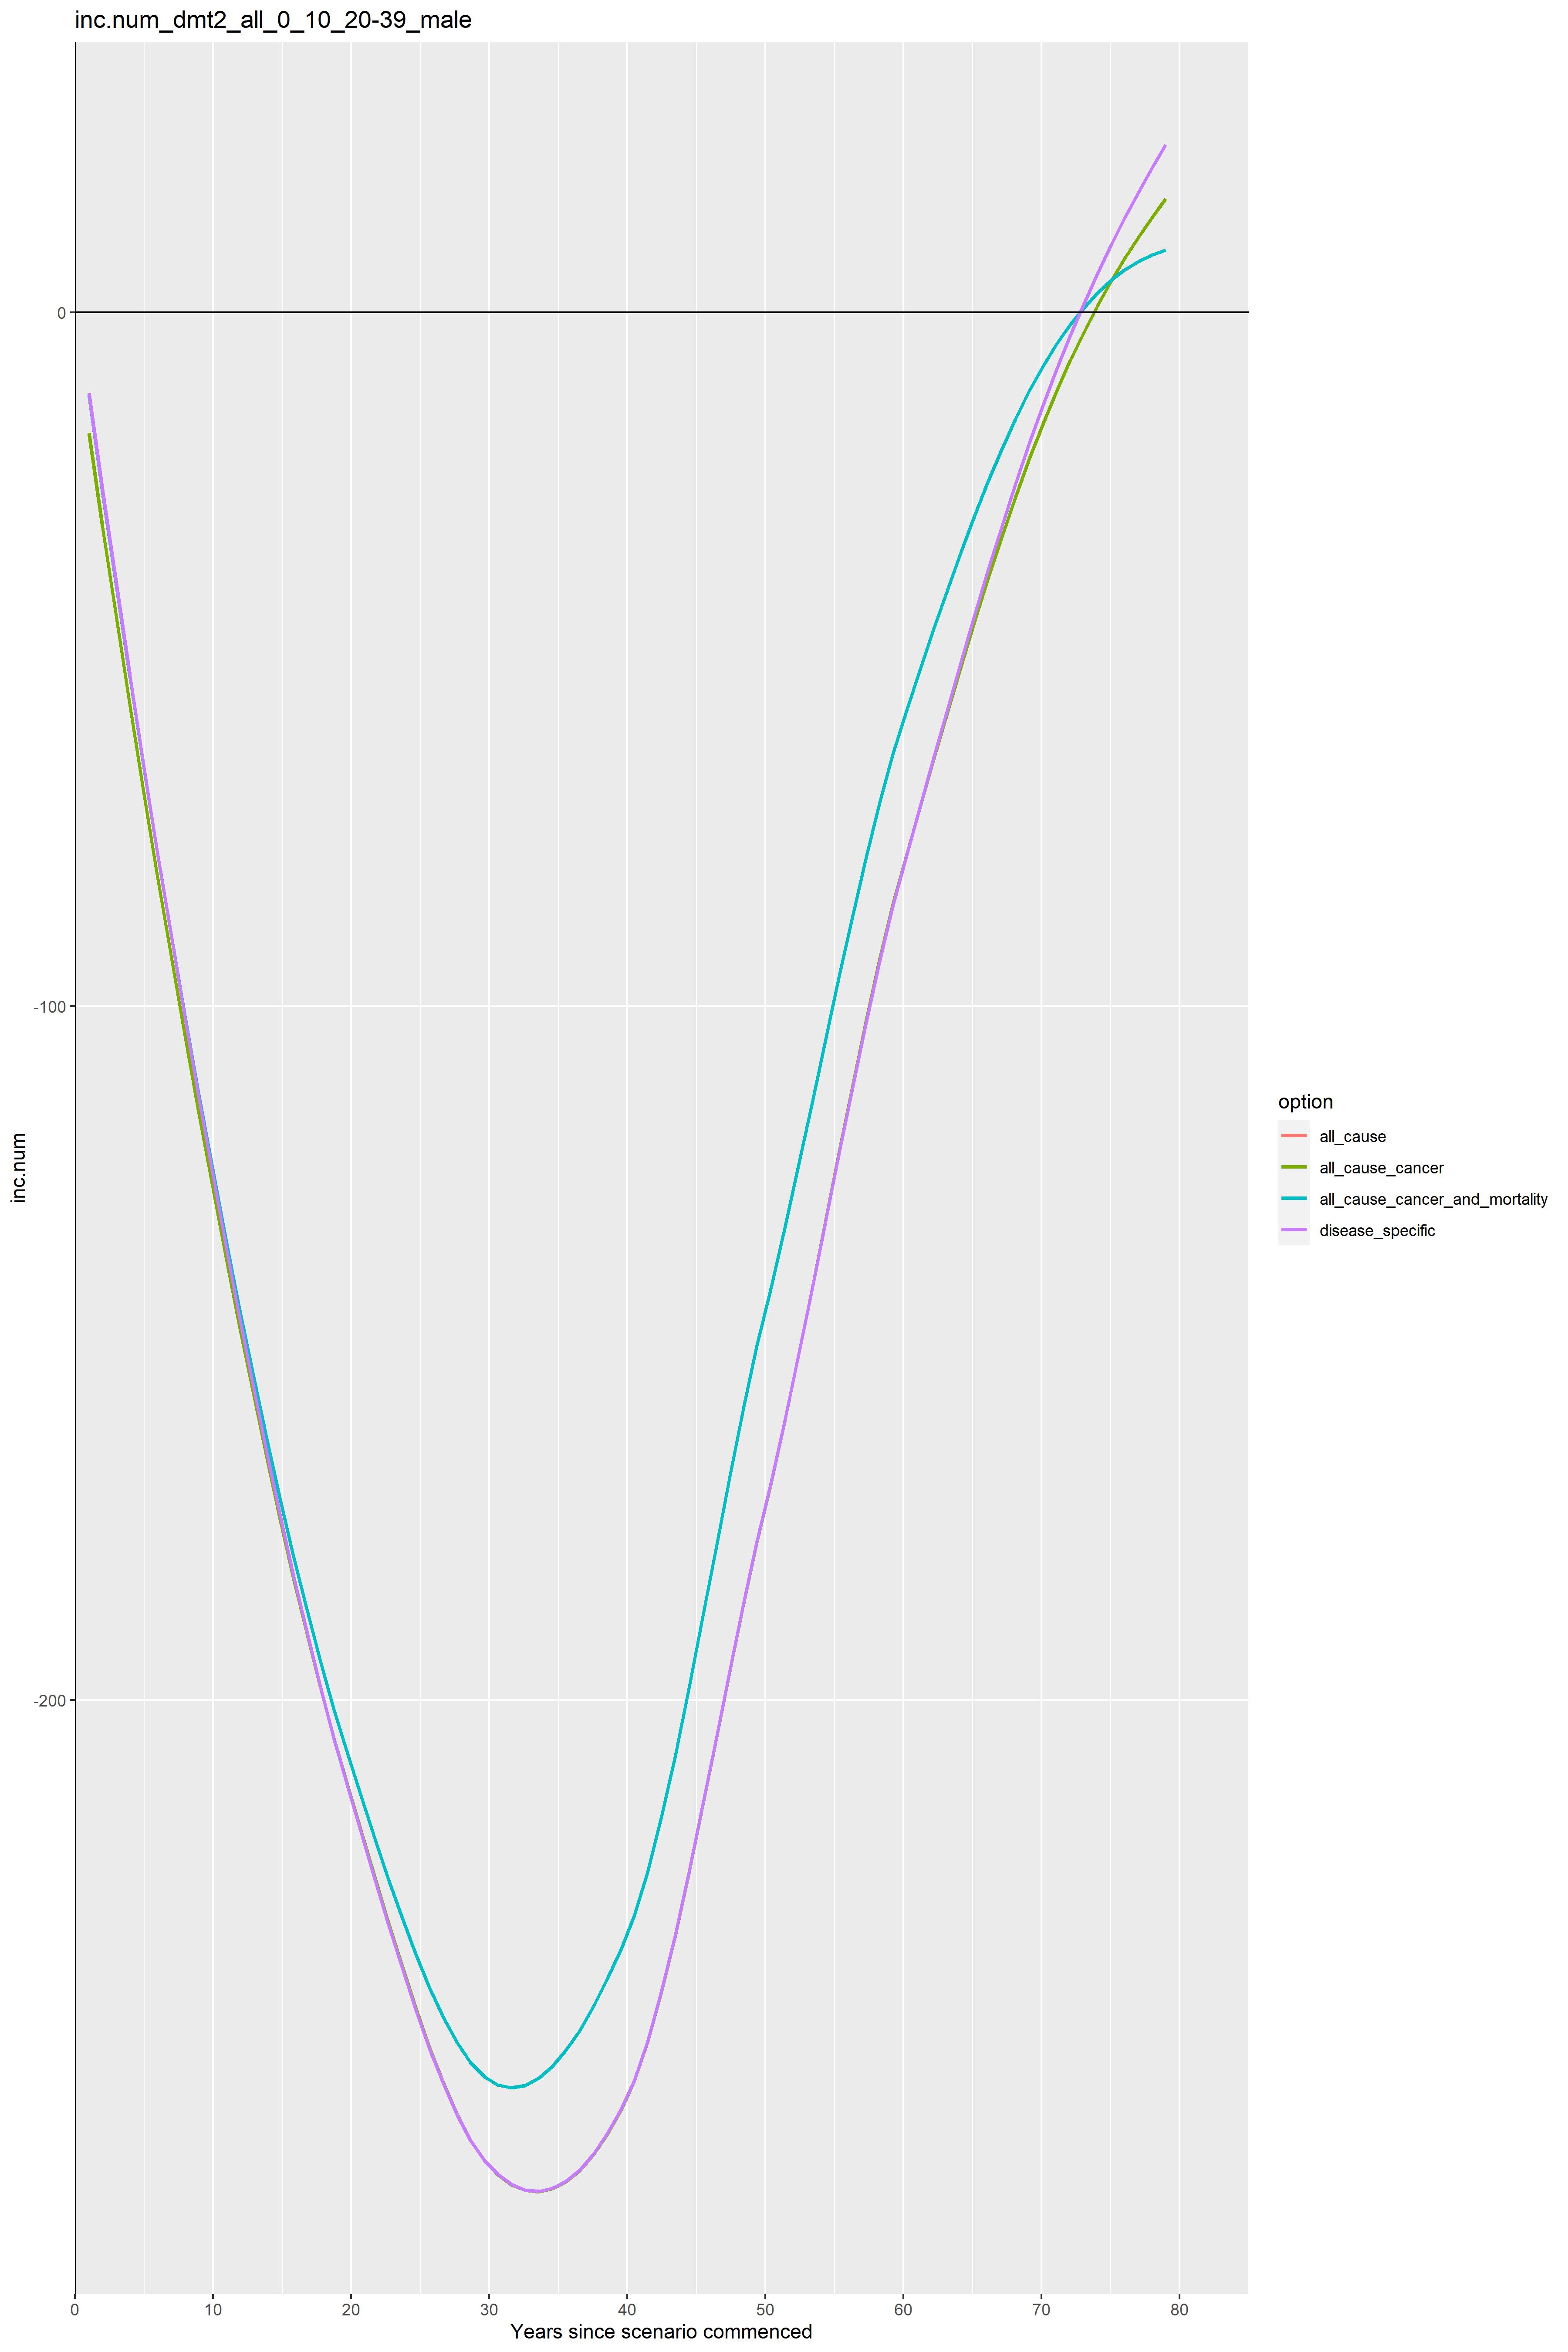 inc.num_dmt2_all_0_10_20-39_male
0
-100
-200
inc.num
0 10 20 30 40 50 60 70 80
Years since scenario commenced
option
all_cause
all_cause_cancer
all_cause_cancer_and_mortality
disease_specific